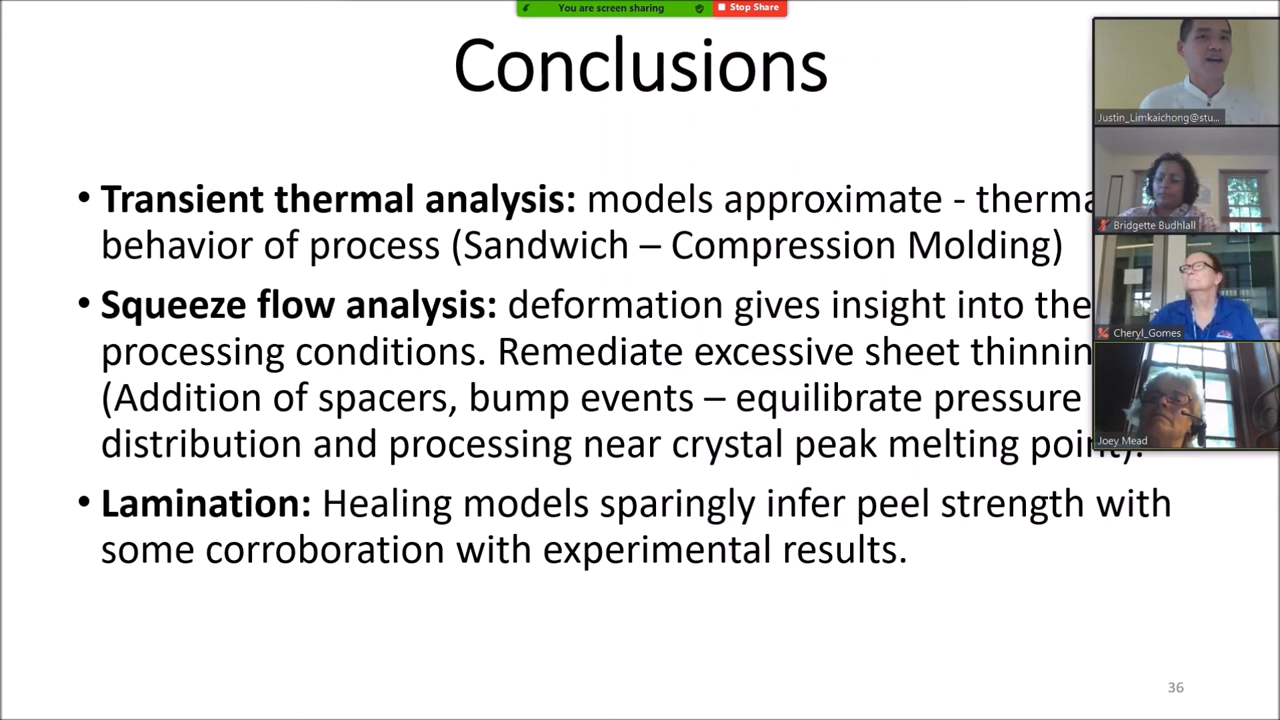 You are screen sharing
Stop Share
Conclusions
• Transient thermal analysis: models approximate - therma
behavior of process (Sandwich – Compression Molding)
• Squeeze flow analysis: deformation gives insight into the
processing conditions. Remediate excessive sheet thinnin
(Addition of spacers, bump events – equilibrate pressure
distribution and processing near crystal peak melting point).
• Lamination: Healing models sparingly infer peel strength with
some corroboration with experimental results.
Justin_Limkaichong@stu...
Bridgette Budhlall
Cheryl_Gomes
Joey Mead
36